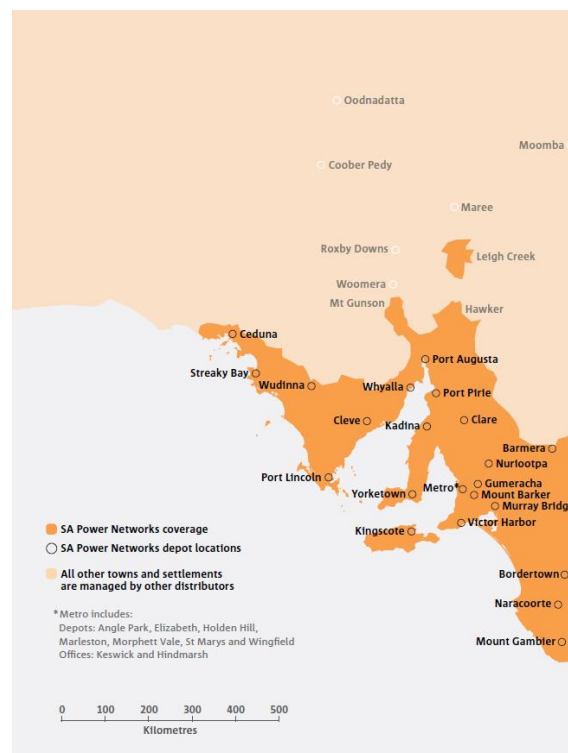 Oodnadatta
Moomba
Coober Pedy
Maree
Roxby Downs
Leigh Creek
Woomera
Mt Gunson
Hawker
Ceduna
Port Augusta
Streaky Bay
Wudinna
Whyalla
Port Pirie
Cleve
Kadina
Clare
Barmera
Nuriootpa
Port Lincoln
Gumeracha
Yorketown
Metro*
Mount Barker
Murray Bridg
Victor Harbor
Kingscote
SA Power Networks coverage
SA Power Networks depot locations
All other towns and settlements
are managed by other distributors
Bordertown
Naracoorte
Mount Gambier
*Metro includes:
Depots: Angle Park, Elizabeth, Holden Hill,
Marleston, Morphett Vale, St Marys and Wingfield
Offices: Keswick and Hindmarsh
0 100 200 300 400 500
Kilometres